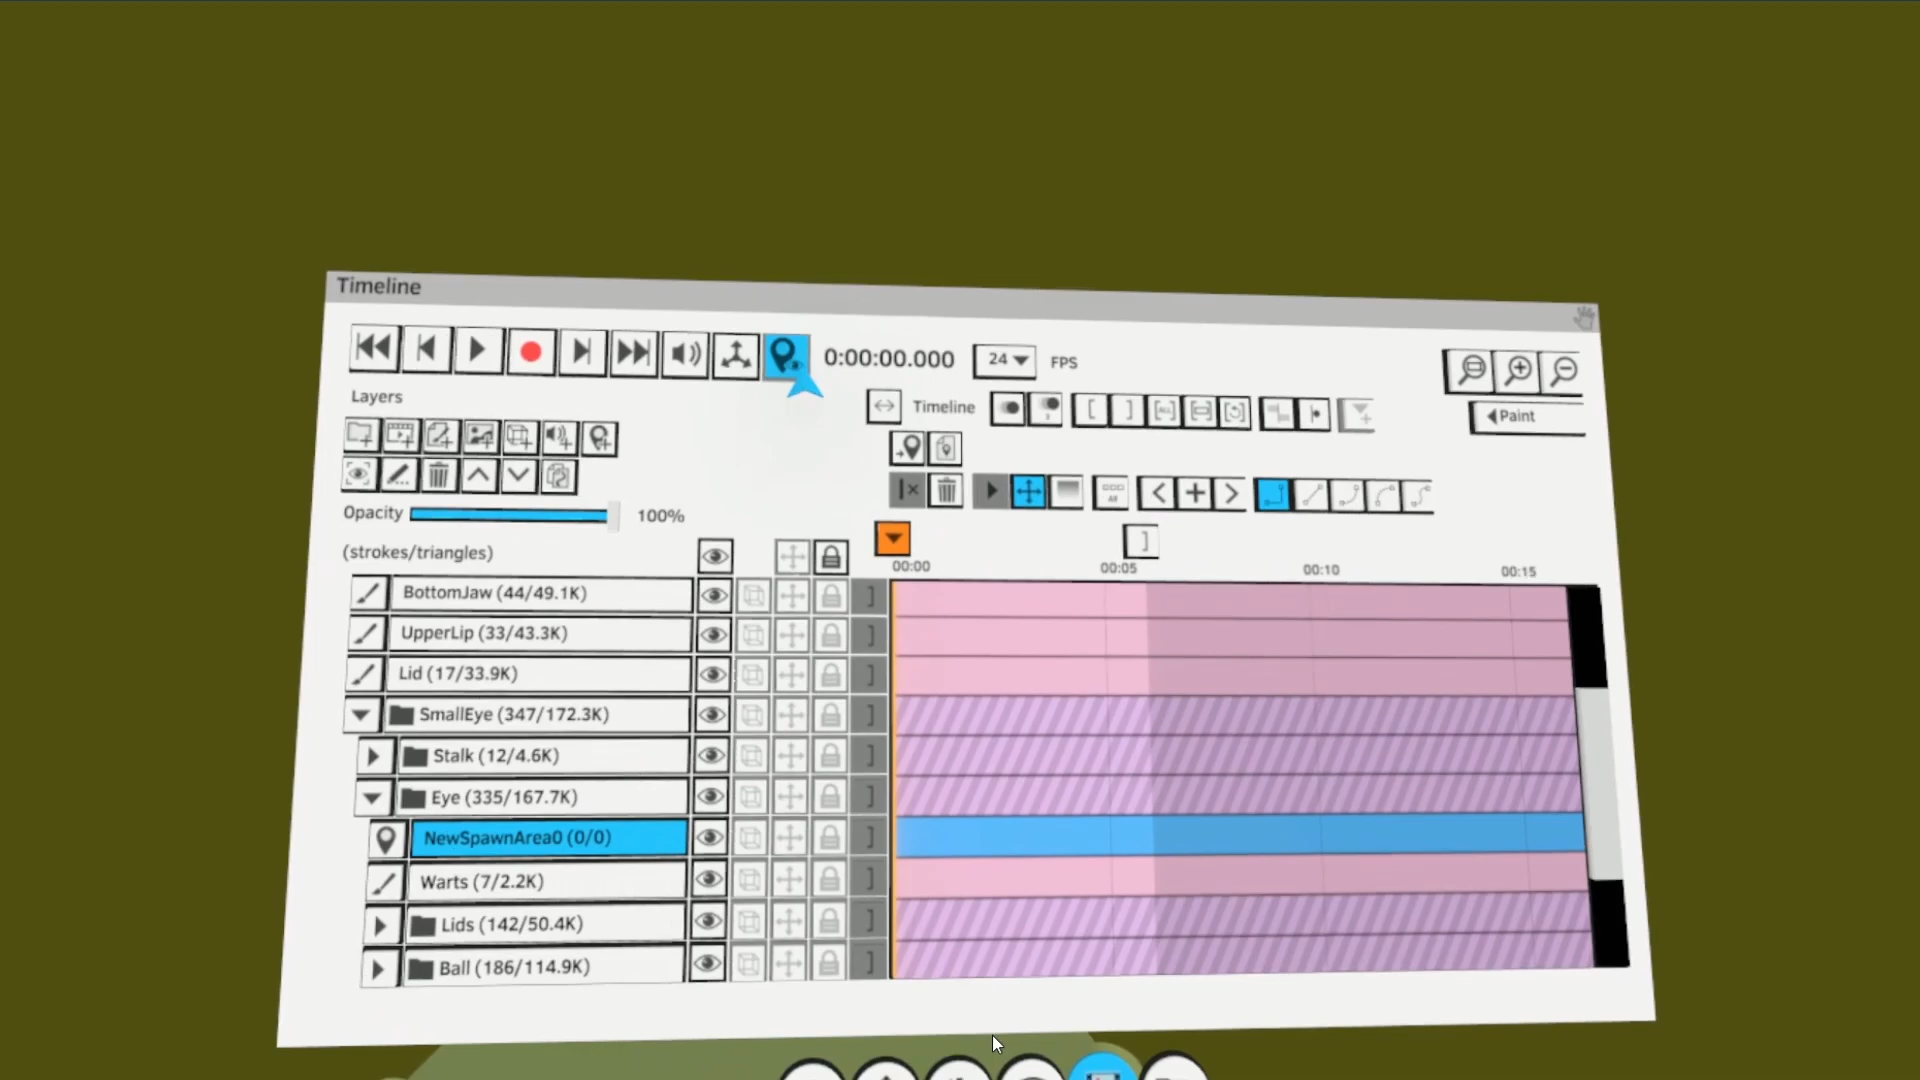 Timeline
0:00:00.000
24
FPS
Layers
Timeline
Paint
Opacity
100%
(strokes/triangles)
00:00
00:05
00:10
00:15
BottomJaw (44/49.1K)
UpperLip (33/43.3K)
Lid (17/33.9K)
SmallEye (347/172.3K)
Stalk (12/4.6K)
Eye (335/167.7K)
NewSpawnArea0 (0/0)
Warts (7/2.2K)
Lids (142/50.4K)
Ball (186/114.9K)